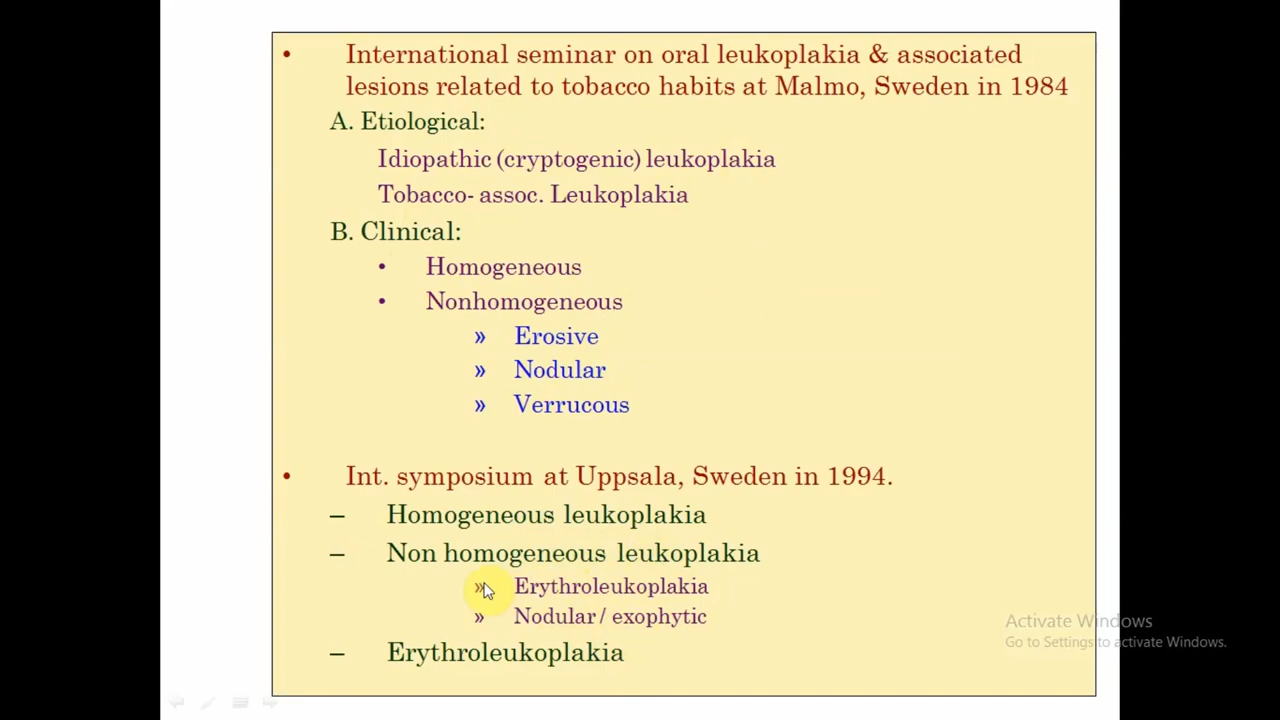 • International seminar on oral leukoplakia & associated
lesions related to tobacco habits at Malmo, Sweden in 1984
A. Etiological:
Idiopathic (cryptogenic) leukoplakia
Tobacco- assoc. Leukoplakia
B. Clinical:
• Homogeneous
• Nonhomogeneous
» Erosive
» Nodular
» Verrucous
• Int. symposium at Uppsala, Sweden in 1994.
– Homogeneous leukoplakia
– Non homogeneous leukoplakia
» Erythroleukoplakia
» Nodular / exophytic
– Erythroleukoplakia
Activate Windows
Go to Settings to activate Windows.